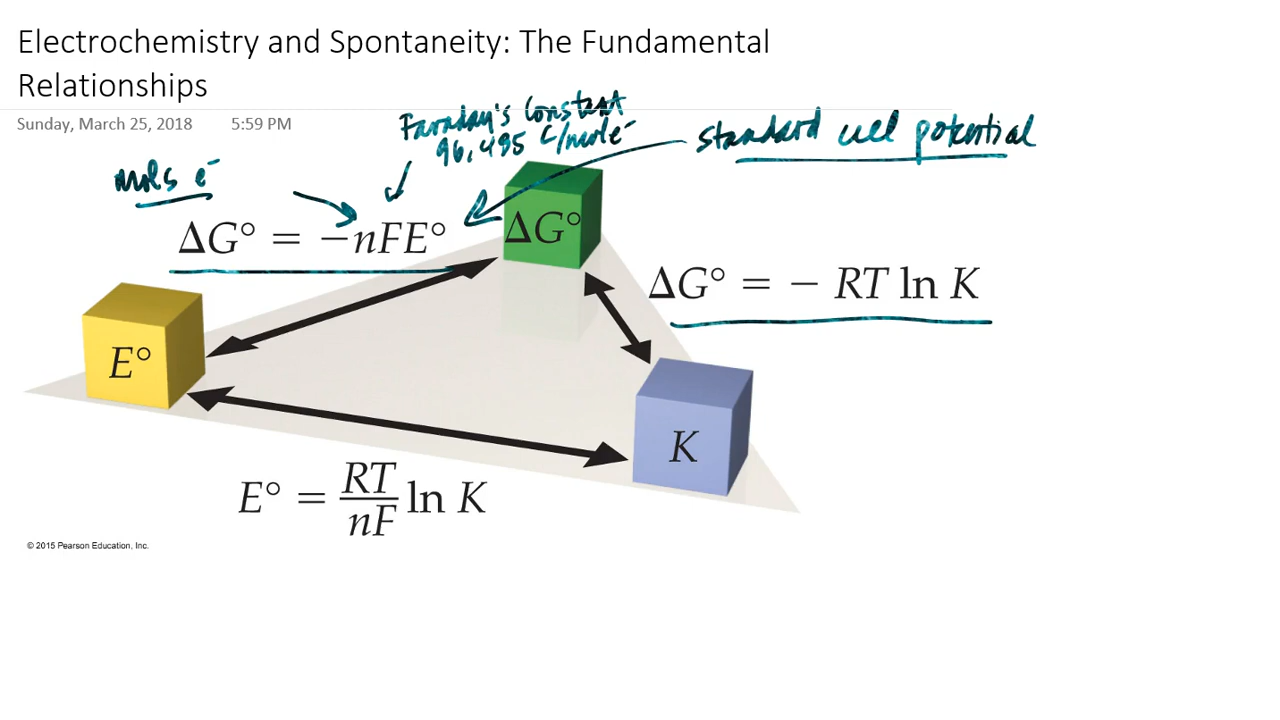 Electrochemistry and Spontaneity: The Fundamental
Relationships
Sunday, March 25, 2018 5:59 PM
Faraday's Constant
96,485 C/mole⁻
standard cell potential
mols e⁻
ΔG° = −nFE°
ΔG°
ΔG° = − RT ln K
E°
K
E° = RT/nF ln K
© 2015 Pearson Education, Inc.